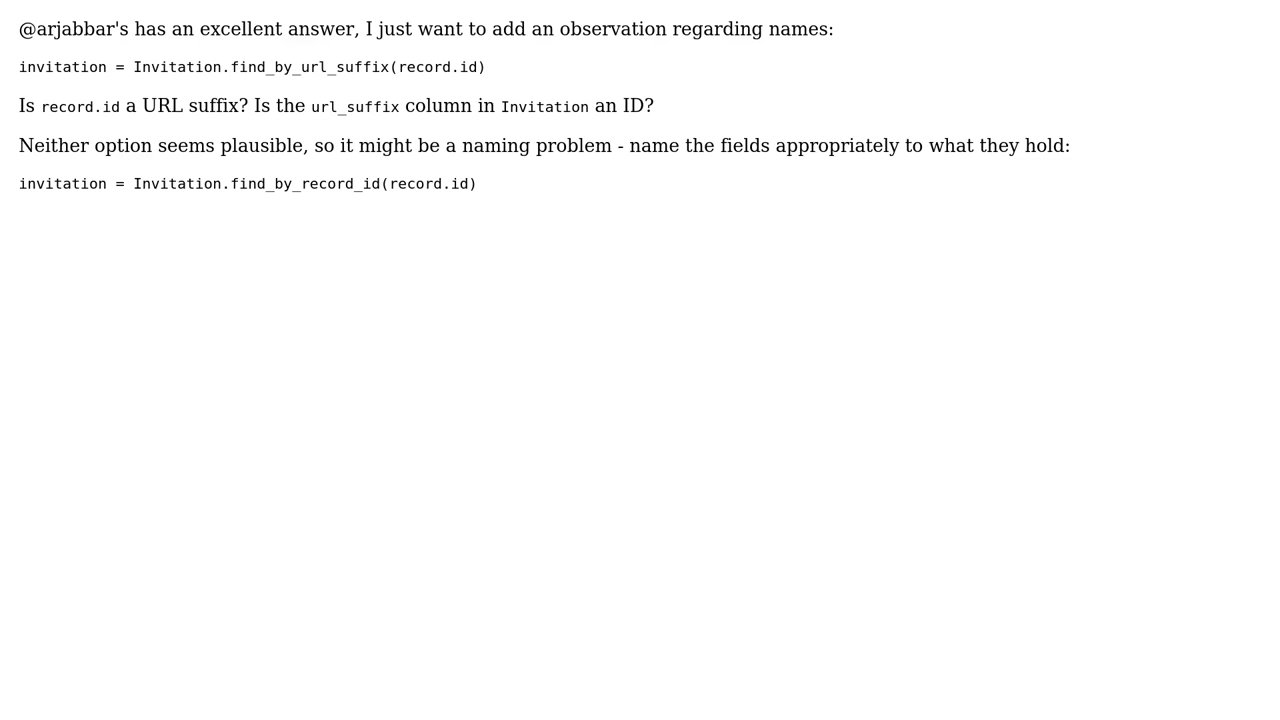 @arjabbar's has an excellent answer, I just want to add an observation regarding names:
invitation = Invitation.find_by_url_suffix(record.id)
Is record.id a URL suffix? Is the url_suffix column in Invitation an ID?
Neither option seems plausible, so it might be a naming problem - name the fields appropriately to what they hold:
invitation = Invitation.find_by_record_id(record.id)